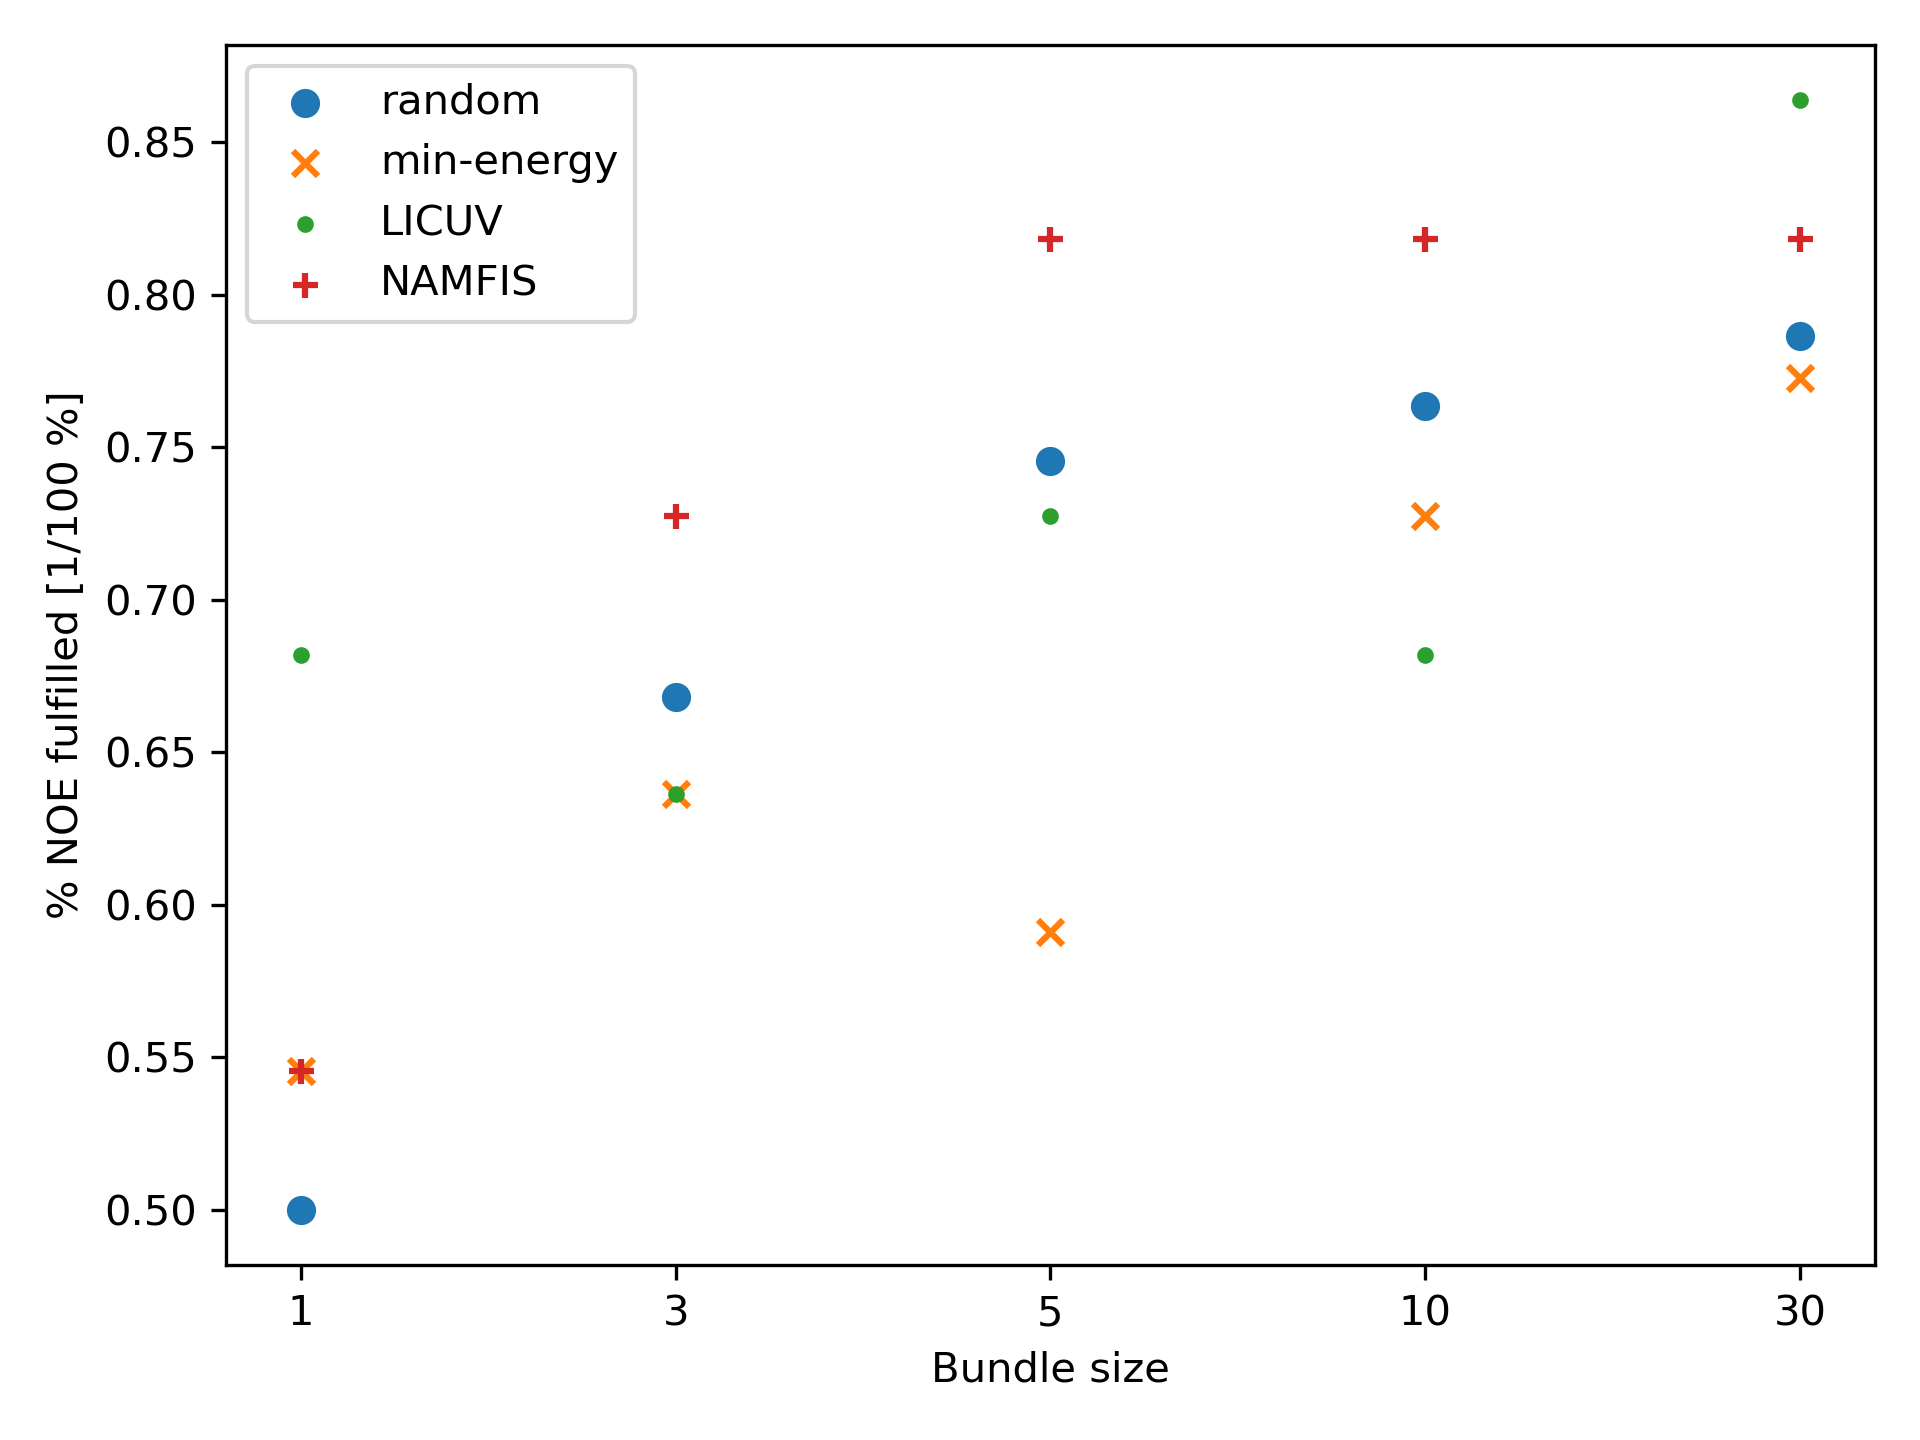 random
min-energy
LICUV
NAMFIS
0.85
0.80
0.75
0.70
0.65
0.60
0.55
0.50
% NOE fulfilled [1/100 %]
1 3 5 10 30
Bundle size